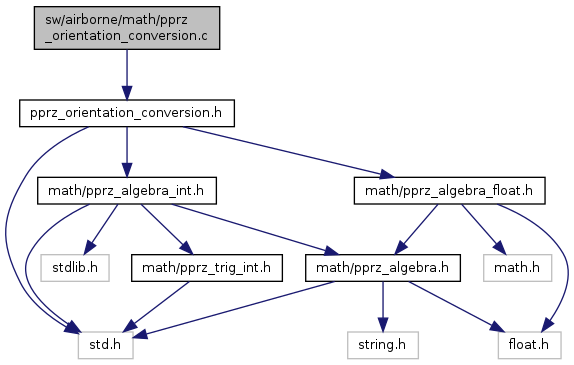 sw/airborne/math/pprz
_orientation_conversion.c
pprz_orientation_conversion.h
math/pprz_algebra_int.h
math/pprz_algebra_float.h
stdlib.h
math/pprz_trig_int.h
math/pprz_algebra.h
math.h
std.h
string.h
float.h